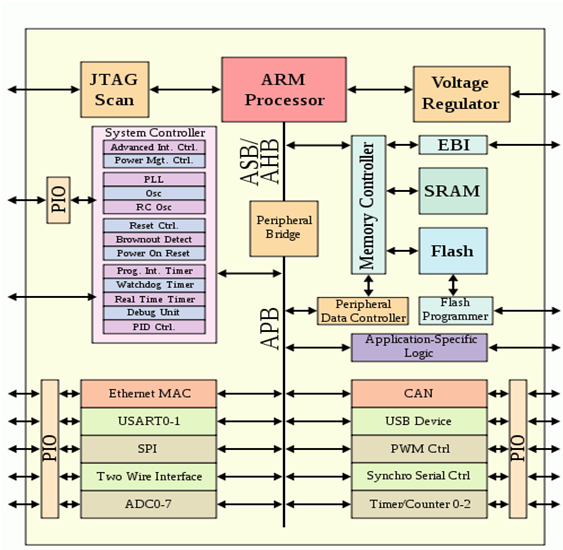 JTAG
Scan
ARM
Processor
Voltage
Regulator
System Controller
Advanced Int. Ctrl.
Power Mgt. Ctrl.
PLL
Osc
RC Osc
Reset Ctrl.
Brownout Detect
Power On Reset
Prog. Int. Timer
Watchdog Timer
Real Time Timer
Debug Unit
PID Ctrl.
PIO
ASB/
AHB
Peripheral
Bridge
APB
Memory Controller
EBI
SRAM
Flash
Peripheral
Data Controller
Flash
Programmer
Application-Specific
Logic
PIO
Ethernet MAC
USART0-1
SPI
Two Wire Interface
ADC0-7
CAN
USB Device
PWM Ctrl
Synchro Serial Ctrl
Timer/Counter 0-2
PIO